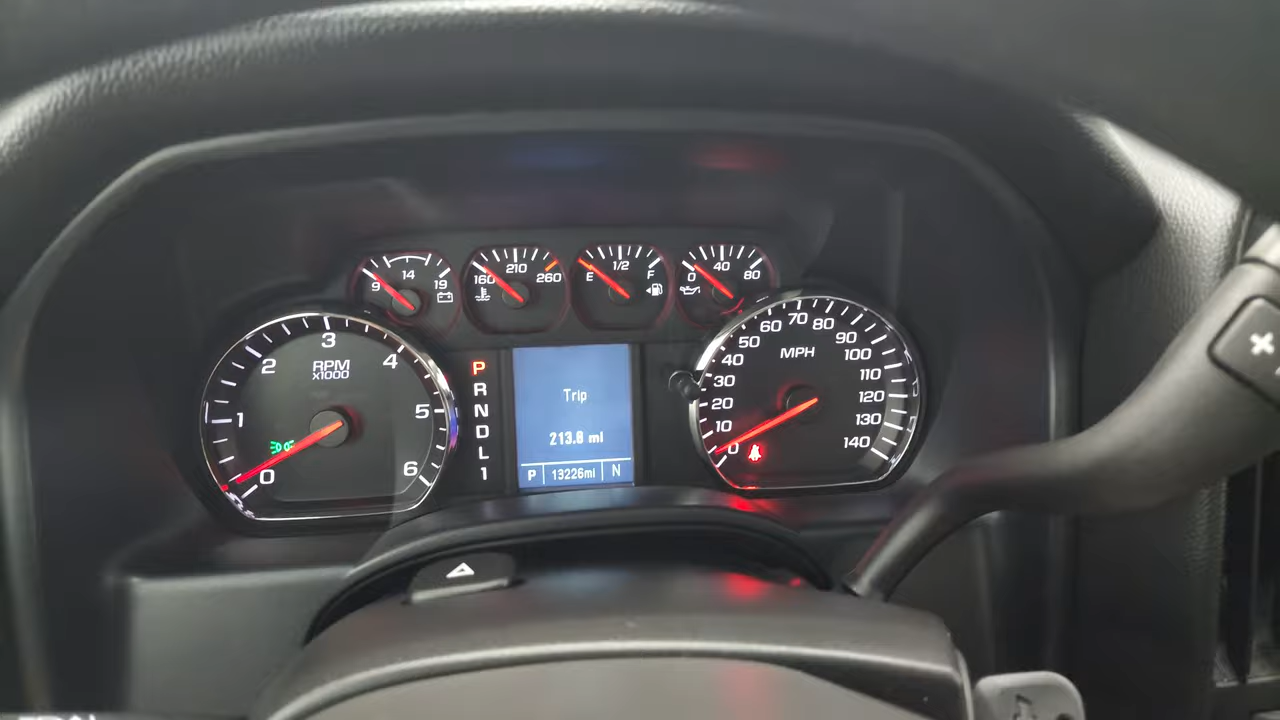 9 14 19
160 210 260
E 1/2 F
0 40 80
0 1 2 3 4 5 6
RPM
X1000
P
R
N
D
L
1
Trip
213.8 mi
P 13226mi N
0 10 20 30 40 50 60 70 80 90 100 110 120 130 140
MPH
+